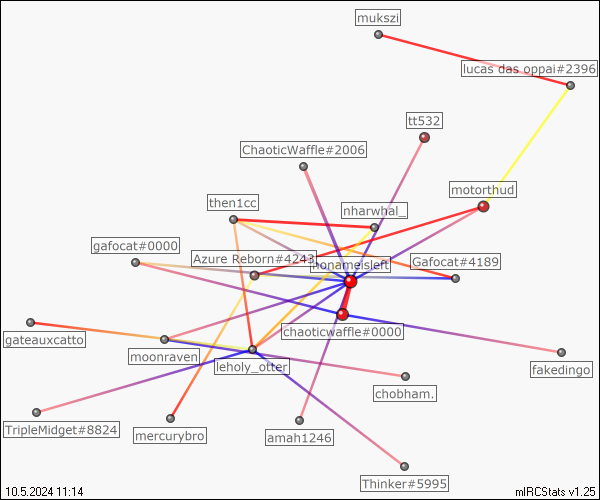 mukszi
lucas das oppai#2396
tt532
ChaoticWaffle#2006
motorthud
then1cc
nharwhal_
gafocat#0000
Azure Reborn#4243
nonameisleft
Gafocat#4189
chaoticwaffle#0000
gateauxcatto
moonraven
leholy_otter
fakedingo
chobham.
TripleMidget#8824
mercurybro
amah1246
Thinker#5995
10.5.2024 11:14
mIRCStats v1.25